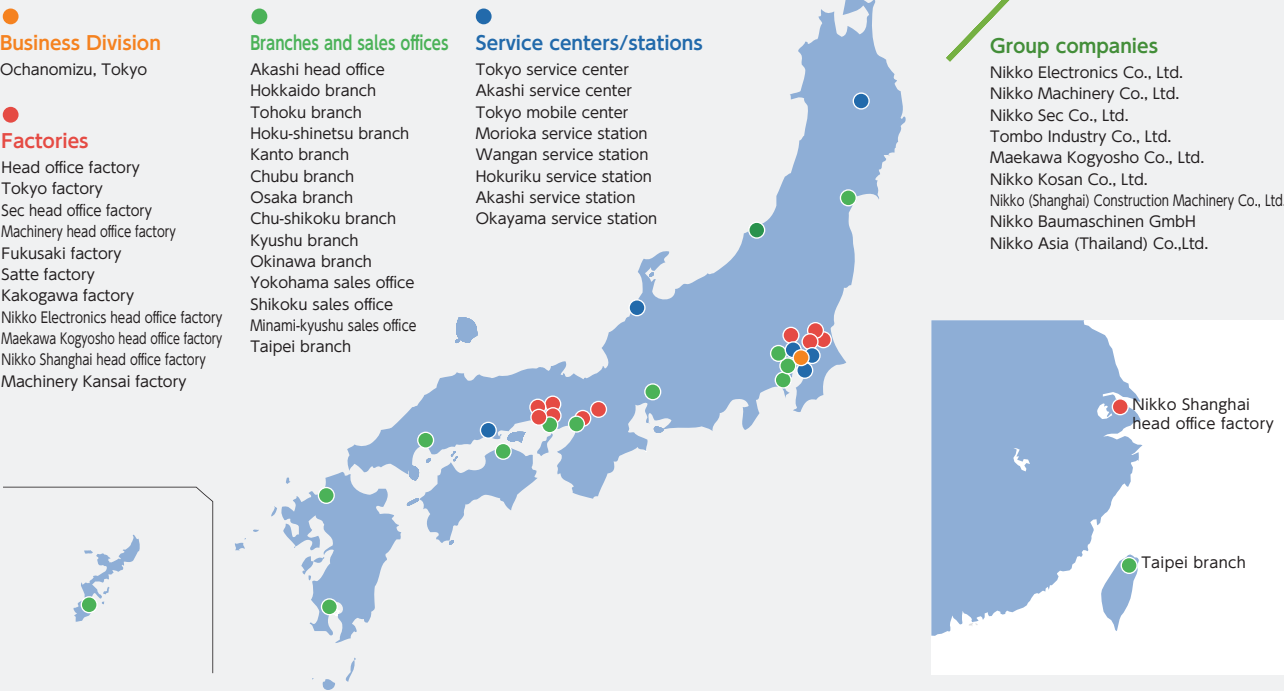 Business Division
Ochanomizu, Tokyo
Factories
Head office factory
Tokyo factory
Sec head office factory
Machinery head office factory
Fukusaki factory
Satte factory
Kakogawa factory
Nikko Electronics head office factory
Maekawa Kogyosho head office factory
Nikko Shanghai head office factory
Machinery Kansai factory
Branches and sales offices
Akashi head office
Hokkaido branch
Tohoku branch
Hoku-shinetsu branch
Kanto branch
Chubu branch
Osaka branch
Chu-shikoku branch
Kyushu branch
Okinawa branch
Yokohama sales office
Shikoku sales office
Minami-kyushu sales office
Taipei branch
Service centers/stations
Tokyo service center
Akashi service center
Tokyo mobile center
Morioka service station
Wangan service station
Hokuriku service station
Akashi service station
Okayama service station
Group companies
Nikko Electronics Co., Ltd.
Nikko Machinery Co., Ltd.
Nikko Sec Co., Ltd.
Tombo Industry Co., Ltd.
Maekawa Kogyosho Co., Ltd.
Nikko Kosan Co., Ltd.
Nikko (Shanghai) Construction Machinery Co., Ltd.
Nikko Baumaschinen GmbH
Nikko Asia (Thailand) Co.,Ltd.
Nikko Shanghai
head office factory
Taipei branch